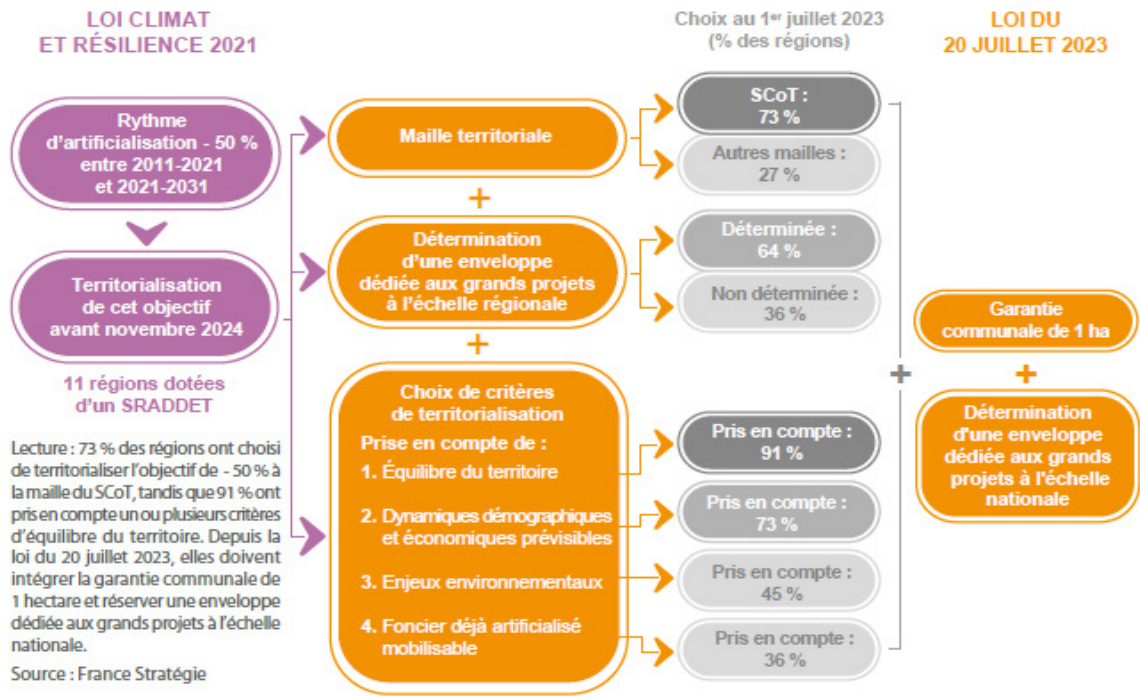 LOI CLIMAT
ET RÉSILIENCE 2021
Rythme
d'artificialisation - 50 %
entre 2011-2021
et 2021-2031
Territorialisation
de cet objectif
avant novembre 2024
11 régions dotées
d'un SRADDET
Lecture : 73 % des régions ont choisi
de territorialiser l'objectif de - 50 % à
la maille du SCoT, tandis que 91 % ont
pris en compte un ou plusieurs critères
d'équilibre du territoire. Depuis la
loi du 20 juillet 2023, elles doivent
intégrer la garantie communale de
1 hectare et réserver une enveloppe
dédiée aux grands projets à l'échelle
nationale.
Source : France Stratégie
Maille territoriale
+
Détermination
d'une enveloppe
dédiée aux grands projets
à l'échelle régionale
+
Choix de critères
de territorialisation
Prise en compte de :
1. Équilibre du territoire
2. Dynamiques démographiques
et économiques prévisibles
3. Enjeux environnementaux
4. Foncier déjà artificialisé
mobilisable
Choix au 1er juillet 2023
(% des régions)
SCoT :
73 %
Autres mailles :
27 %
Déterminée :
64 %
Non déterminée :
36 %
Pris en compte :
91 %
Pris en compte :
73 %
Pris en compte :
45 %
Pris en compte :
36 %
+
LOI DU
20 JUILLET 2023
Garantie
communale de 1 ha
+
Détermination
d'une enveloppe
dédiée aux grands
projets à l'échelle
nationale